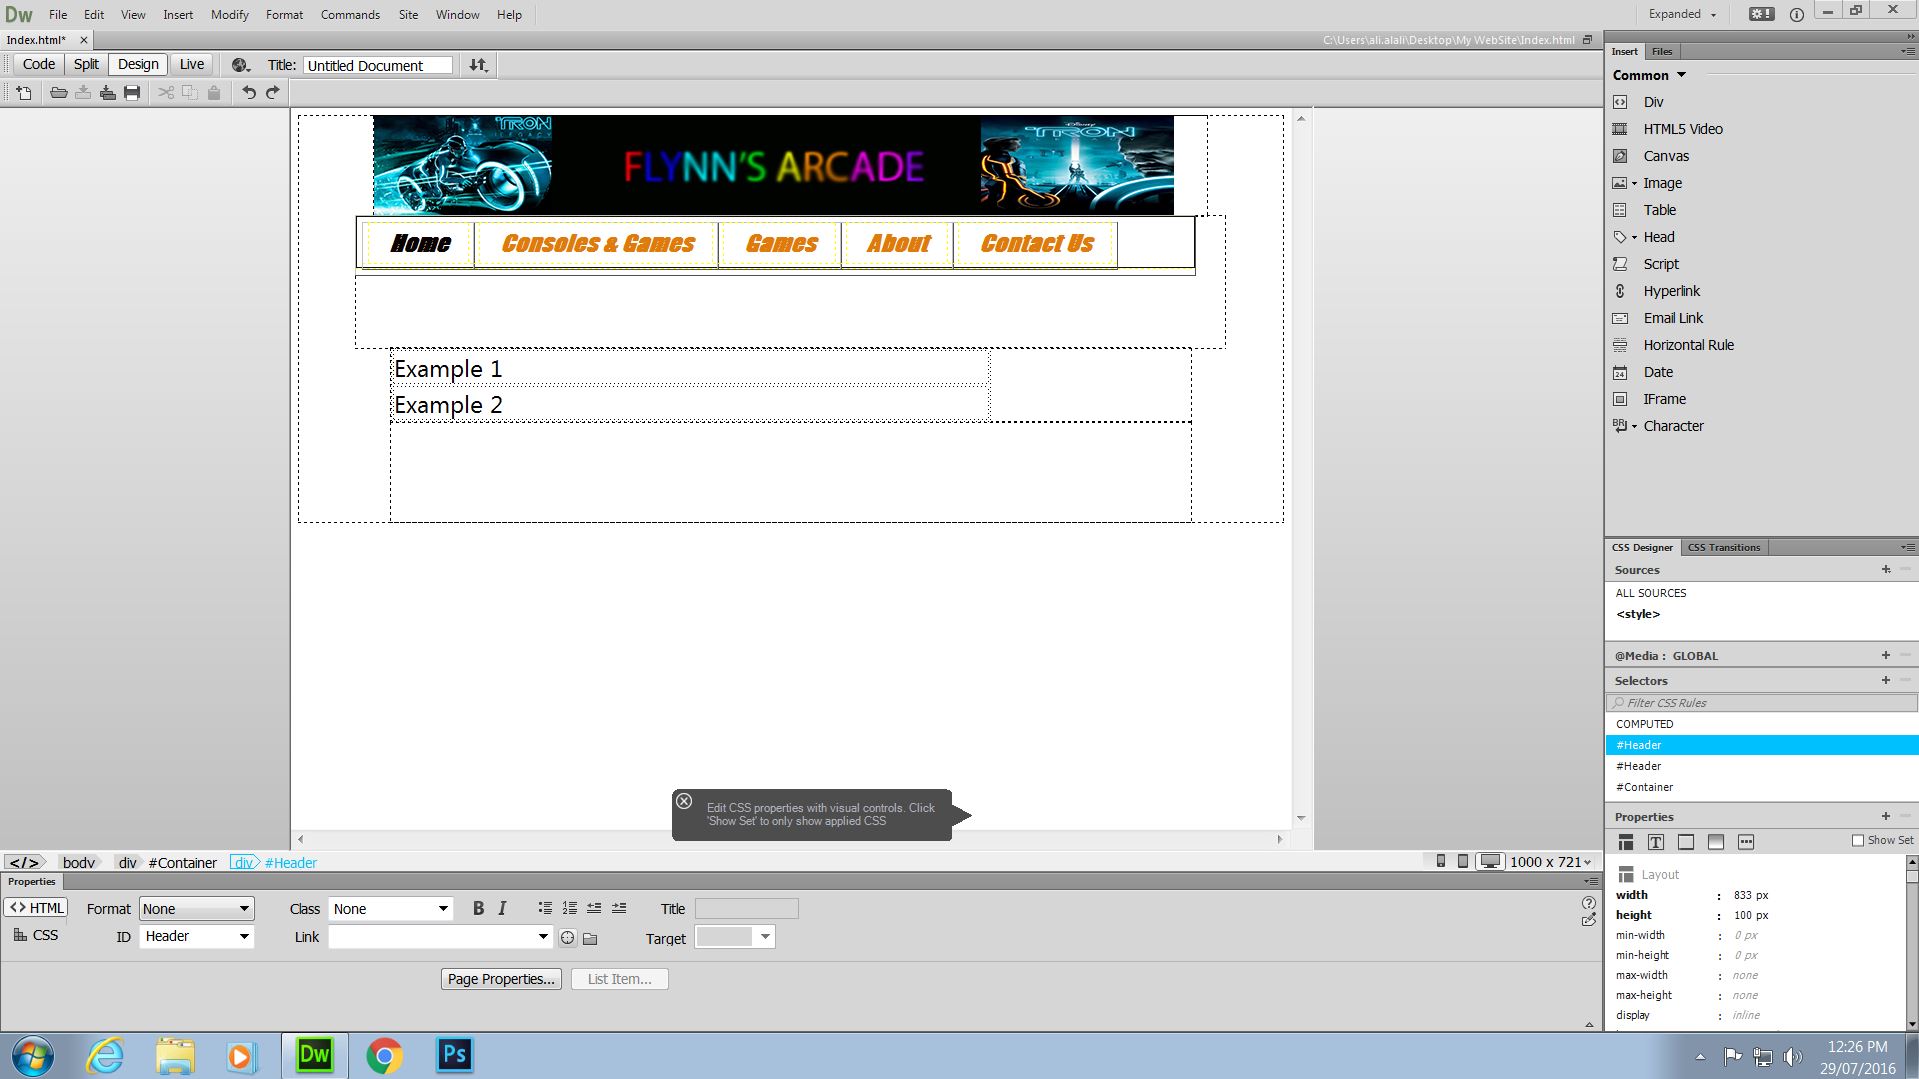 Dw File Edit View Insert Modify Format Commands Site Window Help Expanded
Index.html* C:\Users\ali.alali\Desktop\My WebSite\Index.html
Code Split Design Live Title: Untitled Document
TRON LEGACY
FLYNN'S ARCADE
Disney TRON
Home Consoles & Games Games About Contact Us
Example 1
Example 2
Edit CSS properties with visual controls. Click
'Show Set' to only show applied CSS
</> body div #Container div #Header 1000 x 721
Properties
<> HTML Format None Class None B I Title
CSS ID Header Link Target
Page Properties... List Item...
Insert Files
Common
Div
HTML5 Video
Canvas
Image
Table
Head
Script
Hyperlink
Email Link
Horizontal Rule
Date
IFrame
Character
CSS Designer CSS Transitions
Sources
ALL SOURCES
<style>
@Media : GLOBAL
Selectors
Filter CSS Rules
COMPUTED
#Header
#Header
#Container
Properties
Show Set
Layout
width : 833 px
height : 100 px
min-width : 0 px
min-height : 0 px
max-width : none
max-height : none
display : inline
Dw Ps
12:26 PM
29/07/2016